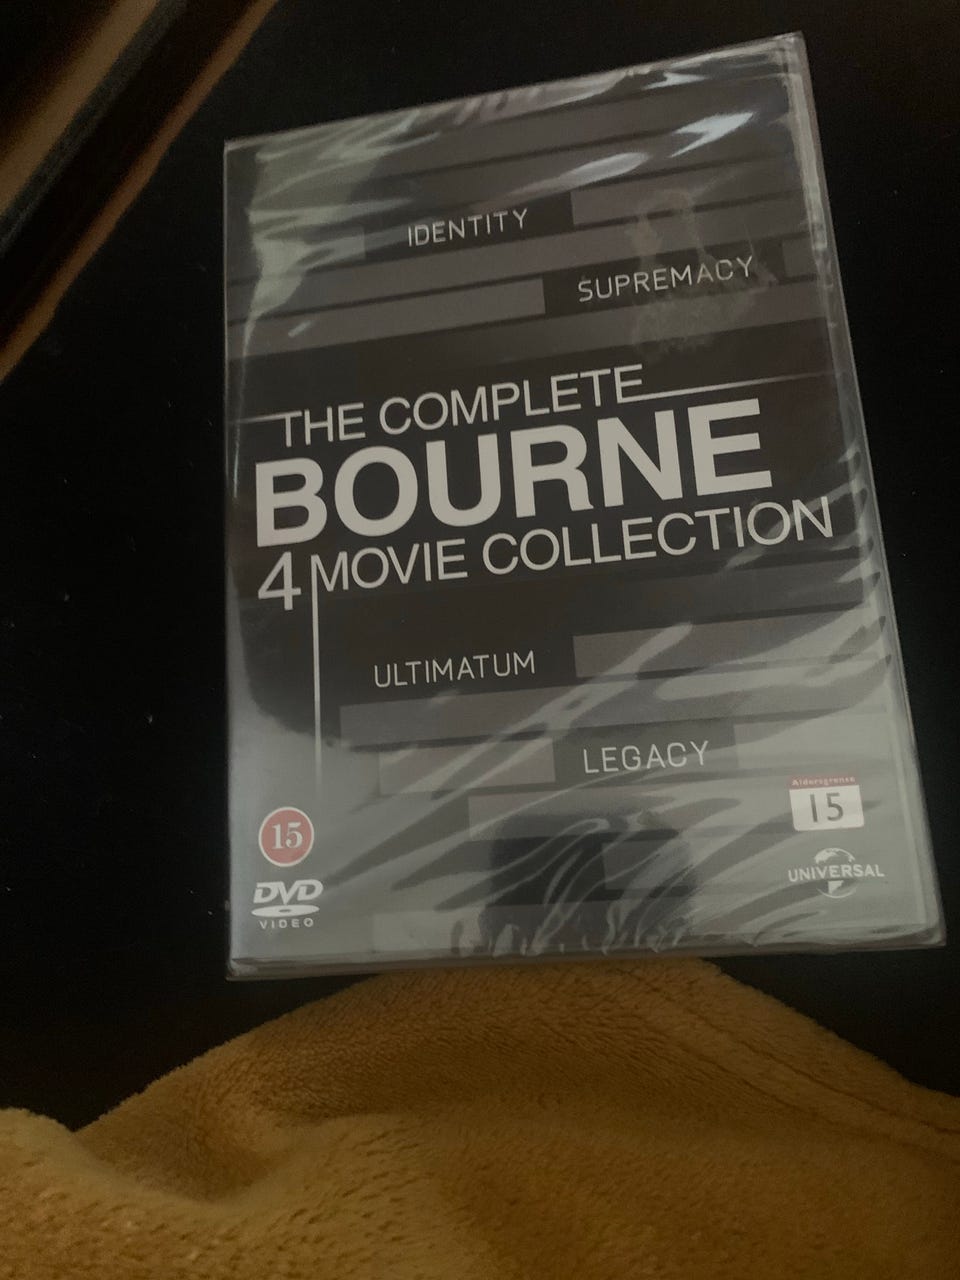 IDENTITY
SUPREMACY
THE COMPLETE
BOURNE
4 MOVIE COLLECTION
ULTIMATUM
LEGACY
Aldersgrense
15
15
DVD
VIDEO
UNIVERSAL